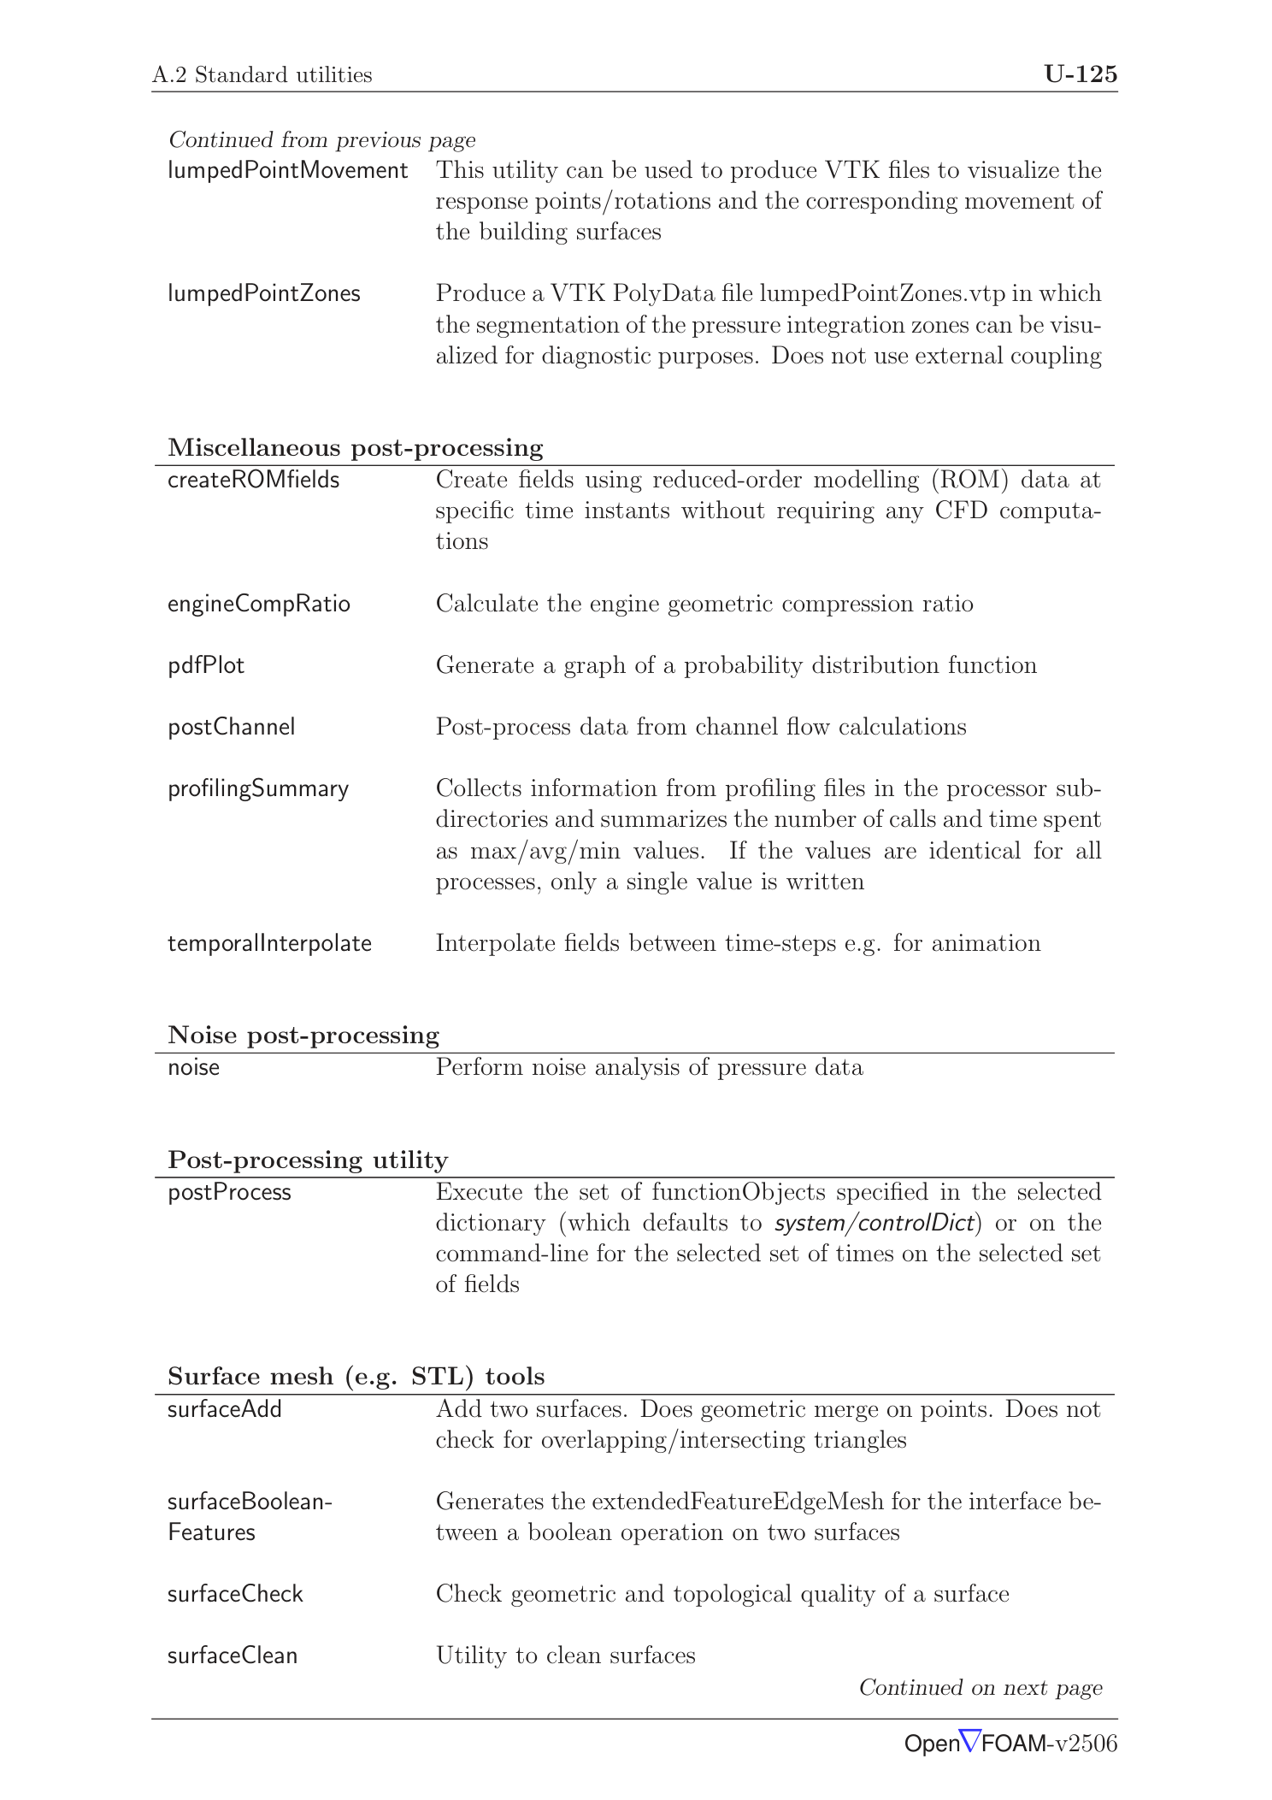 A.2 Standard utilities U-125
Continued from previous page
lumpedPointMovement This utility can be used to produce VTK files to visualize the
response points/rotations and the corresponding movement of
the building surfaces
lumpedPointZones Produce a VTK PolyData file lumpedPointZones.vtp in which
the segmentation of the pressure integration zones can be visu-
alized for diagnostic purposes. Does not use external coupling
Miscellaneous post-processing
createROMfields Create fields using reduced-order modelling (ROM) data at
specific time instants without requiring any CFD computa-
tions
engineCompRatio Calculate the engine geometric compression ratio
pdfPlot Generate a graph of a probability distribution function
postChannel Post-process data from channel flow calculations
profilingSummary Collects information from profiling files in the processor sub-
directories and summarizes the number of calls and time spent
as max/avg/min values. If the values are identical for all
processes, only a single value is written
temporalInterpolate Interpolate fields between time-steps e.g. for animation
Noise post-processing
noise Perform noise analysis of pressure data
Post-processing utility
postProcess Execute the set of functionObjects specified in the selected
dictionary (which defaults to system/controlDict) or on the
command-line for the selected set of times on the selected set
of fields
Surface mesh (e.g. STL) tools
surfaceAdd Add two surfaces. Does geometric merge on points. Does not
check for overlapping/intersecting triangles
surfaceBoolean- Generates the extendedFeatureEdgeMesh for the interface be-
Features tween a boolean operation on two surfaces
surfaceCheck Check geometric and topological quality of a surface
surfaceClean Utility to clean surfaces
Continued on next page
Open∇FOAM-v2506